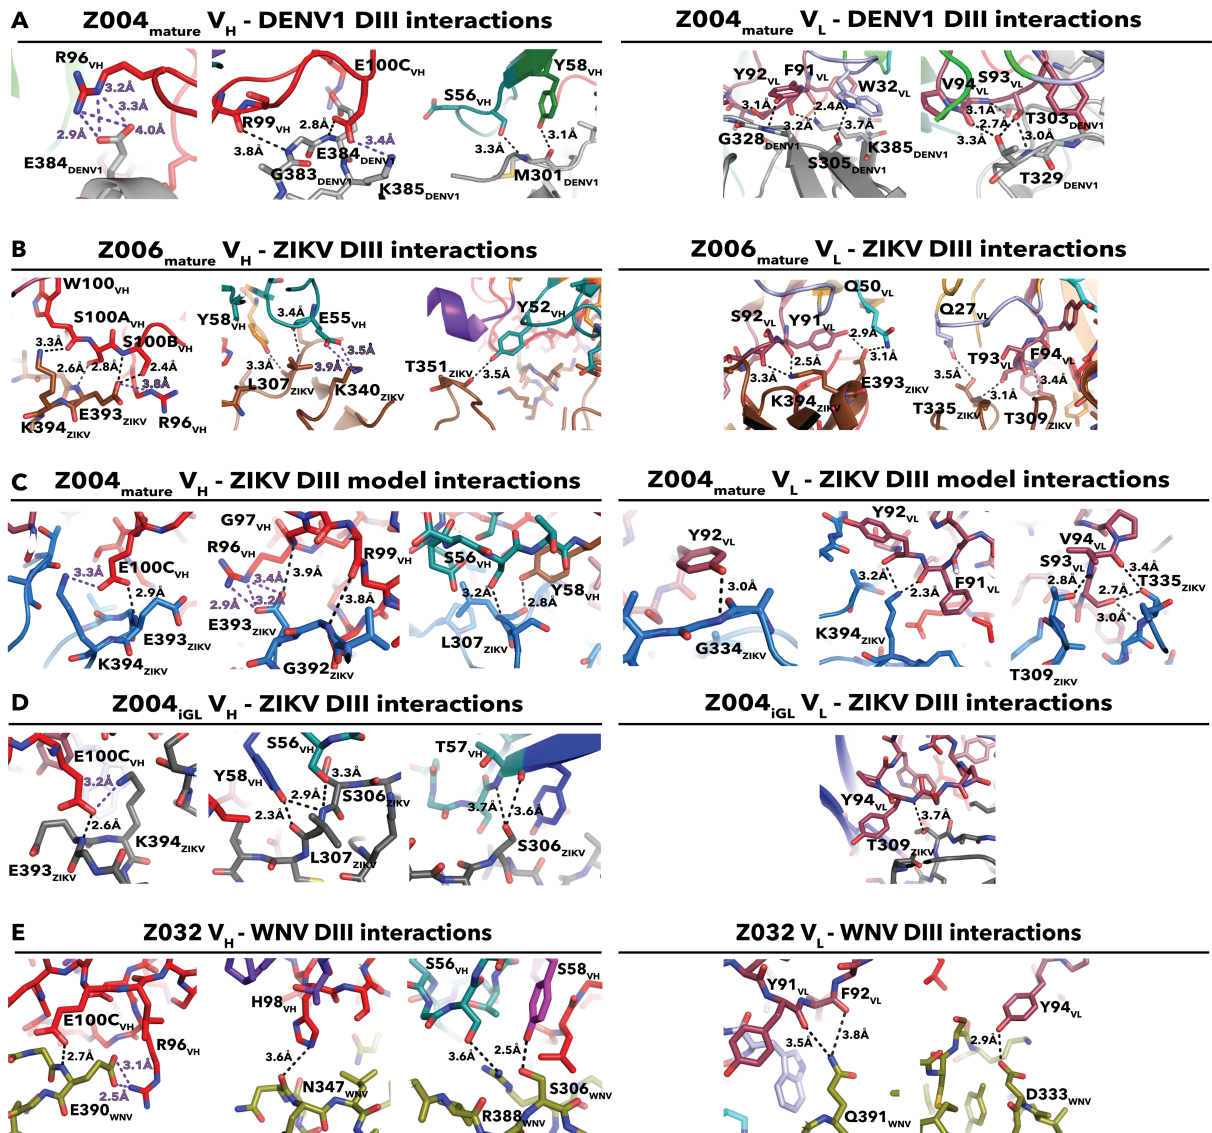 A
Z004mature VH - DENV1 DIII interactions
Z004mature VL - DENV1 DIII interactions
R96VH
3.2Å
3.3Å
2.9Å
4.0Å
E384DENV1
E100CVH
R99VH
2.8Å
3.4Å
3.8Å
E384DENV1
G383DENV1
K385DENV1
Y58VH
S56VH
3.1Å
3.3Å
M301DENV1
Y92VL
F91VL
W32VL
3.1Å
2.4Å
3.2Å
3.7Å
G328DENV1
K385DENV1
S305DENV1
V94VL
S93VL
3.1Å
2.7Å
T303DENV1
3.3Å
3.0Å
T329DENV1
B
Z006mature VH - ZIKV DIII interactions
Z006mature VL - ZIKV DIII interactions
W100VH
S100AVH
S100BVH
3.3Å
2.6Å
2.8Å
2.4Å
3.8Å
E393ZIKV
K394ZIKV
R96VH
Y58VH
3.4Å
E55VH
3.5Å
3.3Å
3.9Å
L307ZIKV
K340ZIKV
Y52VH
T351ZIKV
3.5Å
Q50VL
S92VL
Y91VL
2.9Å
3.1Å
2.5Å
3.3Å
E393ZIKV
K394ZIKV
Q27VL
T93VL
F94VL
3.5Å
3.4Å
3.1Å
T335ZIKV
T309ZIKV
C
Z004mature VH - ZIKV DIII model interactions
Z004mature VL - ZIKV DIII model interactions
3.3Å
E100CVH
2.9Å
E393ZIKV
K394ZIKV
G97VH
R96VH
R99VH
3.9Å
3.4Å
2.9Å
3.2Å
3.8Å
E393ZIKV
G392ZIKV
S56VH
3.2Å
2.8Å
Y58VH
L307ZIKV
Y92VL
3.0Å
G334ZIKV
Y92VL
3.2Å
2.3Å
F91VL
K394ZIKV
V94VL
S93VL
3.4Å
2.8Å
T335ZIKV
2.7Å
3.0Å
T309ZIKV
D
Z004iGL VH - ZIKV DIII interactions
Z004iGL VL - ZIKV DIII interactions
E100CVH
3.2Å
2.6Å
K394ZIKV
E393ZIKV
S56VH
Y58VH
3.3Å
2.9Å
S306ZIKV
2.3Å
L307ZIKV
T57VH
3.7Å
3.6Å
S306ZIKV
Y94VL
3.7Å
T309ZIKV
E
Z032 VH - WNV DIII interactions
Z032 VL - WNV DIII interactions
E100CVH
R96VH
2.7Å
3.1Å
2.5Å
E390WNV
H98VH
3.6Å
N347WNV
S56VH
S58VH
3.6Å
2.5Å
S306WNV
R388WNV
Y91VL
F92VL
3.5Å
3.8Å
Q391WNV
Y94VL
2.9Å
D333WNV